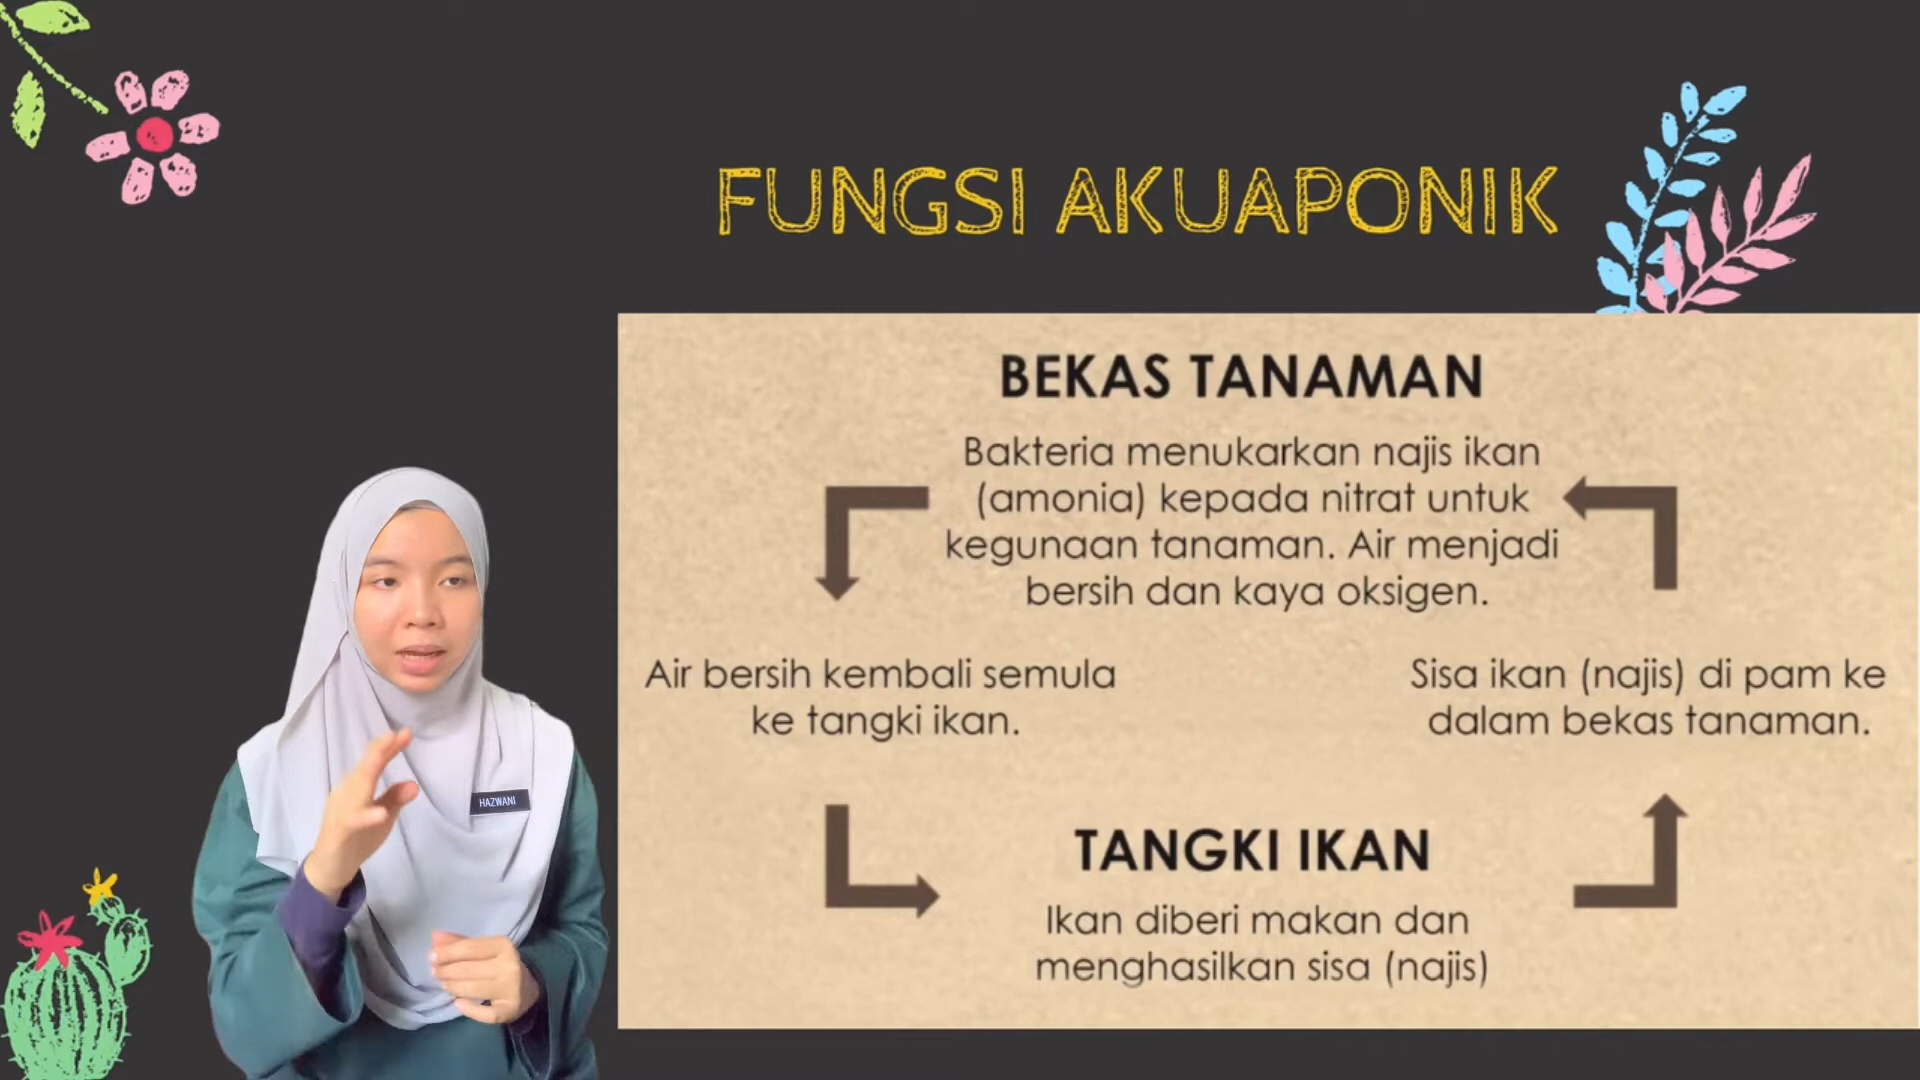 FUNGSI AKUAPONIK
BEKAS TANAMAN
Bakteria menukarkan najis ikan
(amonia) kepada nitrat untuk
kegunaan tanaman. Air menjadi
bersih dan kaya oksigen.
Air bersih kembali semula
ke tangki ikan.
Sisa ikan (najis) di pam ke
dalam bekas tanaman.
TANGKI IKAN
Ikan diberi makan dan
menghasilkan sisa (najis)
HAZWANI